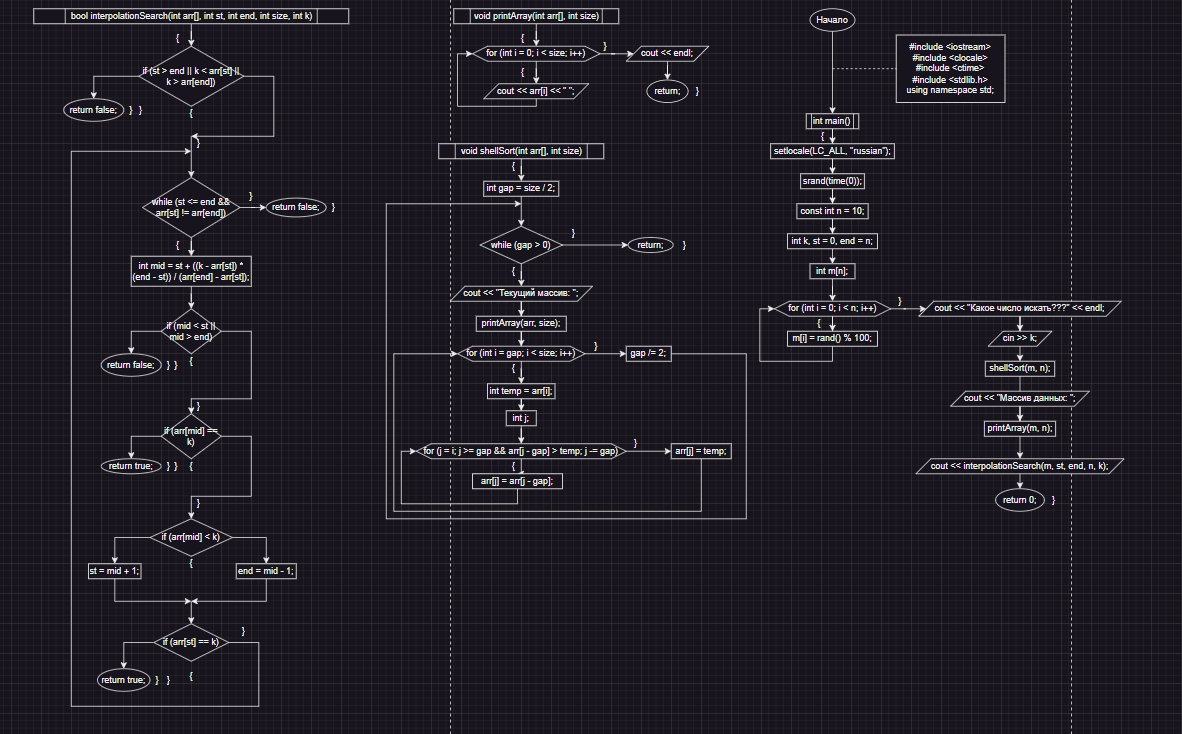 bool interpolationSearch(int arr[], int st, int end, int size, int k)
{
if (st > end || k < arr[st] ||
k > arr[end])
return false;
} }
{
}
while (st <= end &&
arr[st] != arr[end])
}
return false;
}
{
int mid = st + ((k - arr[st]) *
(end - st)) / (arr[end] - arr[st]);
if (mid < st ||
mid > end)
return false;
} }
{
}
if (arr[mid] ==
k)
return true;
} }
{
}
if (arr[mid] < k)
{
st = mid + 1;
end = mid - 1;
if (arr[st] == k)
}
return true;
} }
{
void printArray(int arr[], int size)
{
for (int i = 0; i < size; i++)
}
cout << endl;
{
cout << arr[i] << " ";
return;
}
void shellSort(int arr[], int size)
{
int gap = size / 2;
while (gap > 0)
}
return;
}
{
cout << "Текущий массив: ";
printArray(arr, size);
for (int i = gap; i < size; i++)
}
gap /= 2;
{
int temp = arr[i];
int j;
for (j = i; j >= gap && arr[j - gap] > temp; j -= gap)
}
arr[j] = temp;
{
arr[j] = arr[j - gap];
Начало
#include <iostream>
#include <clocale>
#include <ctime>
#include <stdlib.h>
using namespace std;
int main()
{
setlocale(LC_ALL, "russian");
srand(time(0));
const int n = 10;
int k, st = 0, end = n;
int m[n];
for (int i = 0; i < n; i++)
}
{
m[i] = rand() % 100;
cout << "Какое число искать???" << endl;
cin >> k;
shellSort(m, n);
cout << "Массив данных: ";
printArray(m, n);
cout << interpolationSearch(m, st, end, n, k);
return 0;
}